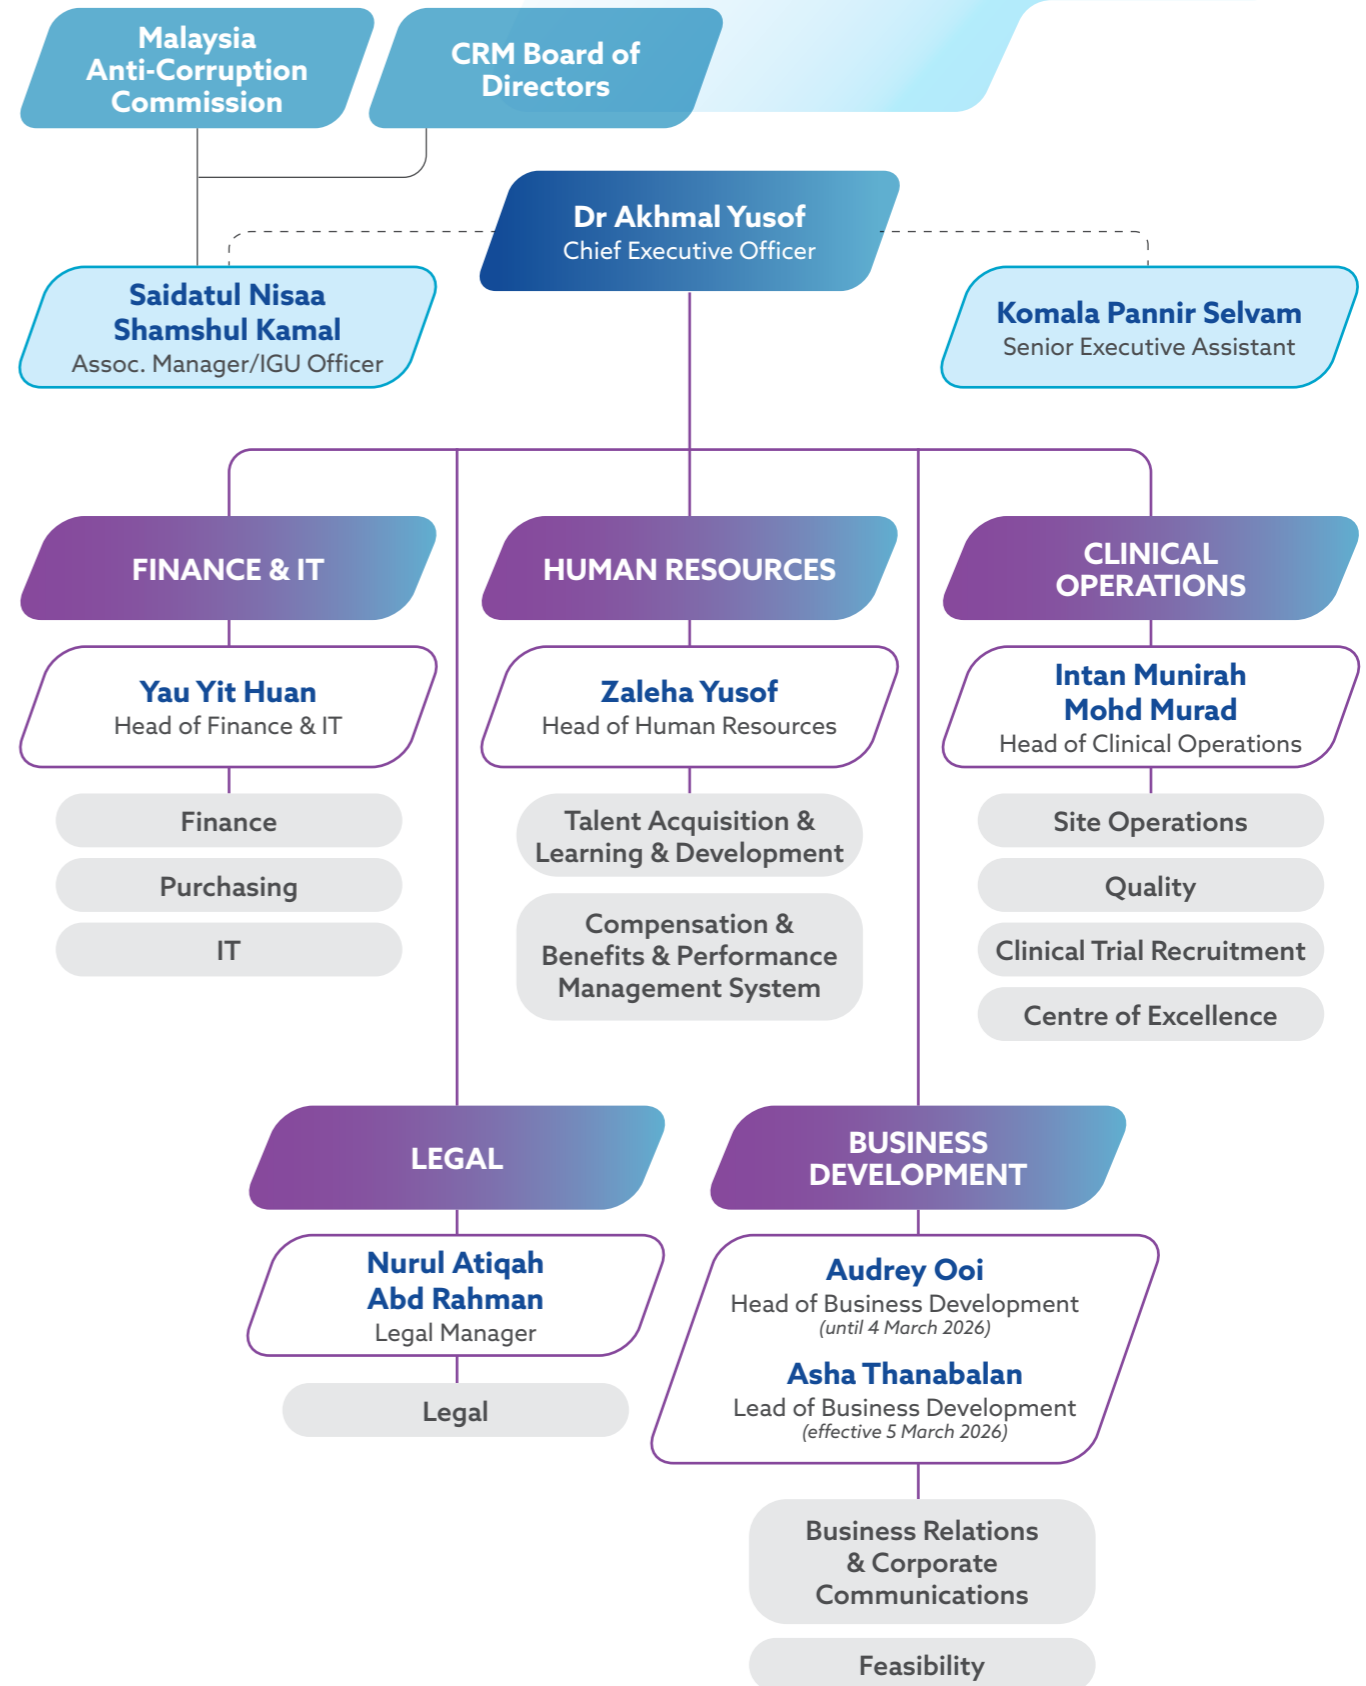 Malaysia
Anti-Corruption
Commission
CRM Board of
Directors
Dr Akhmal Yusof
Chief Executive Officer
Saidatul Nisaa
Shamshul Kamal
Assoc. Manager/IGU Officer
Komala Pannir Selvam
Senior Executive Assistant
FINANCE & IT
Yau Yit Huan
Head of Finance & IT
Finance
Purchasing
IT
HUMAN RESOURCES
Zaleha Yusof
Head of Human Resources
Talent Acquisition &
Learning & Development
Compensation &
Benefits & Performance
Management System
CLINICAL
OPERATIONS
Intan Munirah
Mohd Murad
Head of Clinical Operations
Site Operations
Quality
Clinical Trial Recruitment
Centre of Excellence
LEGAL
Nurul Atiqah
Abd Rahman
Legal Manager
Legal
BUSINESS
DEVELOPMENT
Audrey Ooi
Head of Business Development
(until 4 March 2026)
Asha Thanabalan
Lead of Business Development
(effective 5 March 2026)
Business Relations
& Corporate
Communications
Feasibility